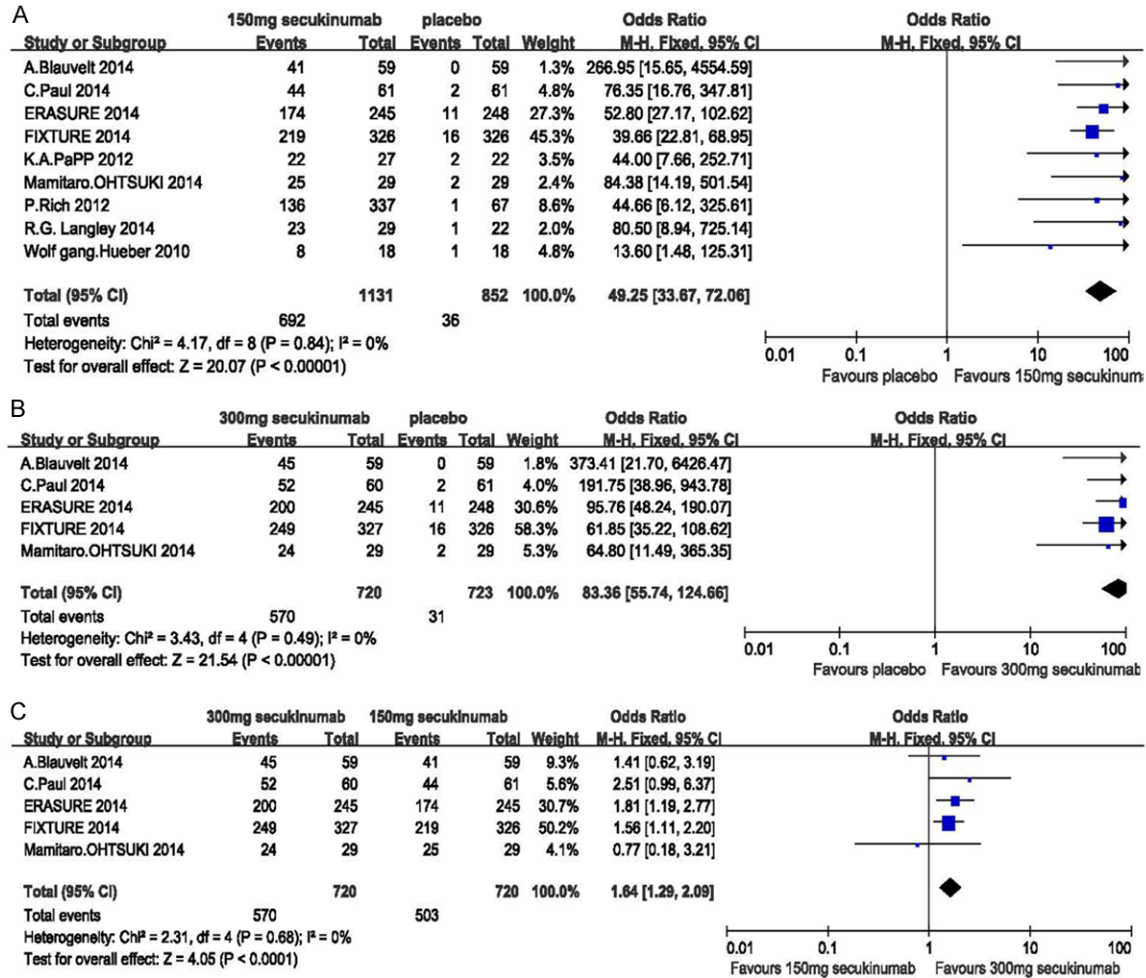 A
150mg secukinumab placebo Odds Ratio Odds Ratio
Study or Subgroup Events Total Events Total Weight M-H, Fixed, 95% CI M-H, Fixed, 95% CI
A.Blauvelt 2014 41 59 0 59 1.3% 266.95 [15.65, 4554.59]
C.Paul 2014 44 61 2 61 4.8% 76.35 [16.76, 347.81]
ERASURE 2014 174 245 11 248 27.3% 52.80 [27.17, 102.62]
FIXTURE 2014 219 326 16 326 45.3% 39.66 [22.81, 68.95]
K.A.PaPP 2012 22 27 2 22 3.5% 44.00 [7.66, 252.71]
Mamitaro.OHTSUKI 2014 25 29 2 29 2.4% 84.38 [14.19, 501.54]
P.Rich 2012 136 337 1 67 8.6% 44.66 [6.12, 325.61]
R.G. Langley 2014 23 29 1 22 2.0% 80.50 [8.94, 725.14]
Wolf gang.Hueber 2010 8 18 1 18 4.8% 13.60 [1.48, 125.31]
Total (95% CI) 1131 852 100.0% 49.25 [33.67, 72.06]
Total events 692 36
Heterogeneity: Chi² = 4.17, df = 8 (P = 0.84); I² = 0%
Test for overall effect: Z = 20.07 (P < 0.00001)
0.01 0.1 1 10 100
Favours placebo Favours 150mg secukinum
B
300mg secukinumab placebo Odds Ratio Odds Ratio
Study or Subgroup Events Total Events Total Weight M-H, Fixed, 95% CI M-H, Fixed, 95% CI
A.Blauvelt 2014 45 59 0 59 1.8% 373.41 [21.70, 6426.47]
C.Paul 2014 52 60 2 61 4.0% 191.75 [38.96, 943.78]
ERASURE 2014 200 245 11 248 30.6% 95.76 [48.24, 190.07]
FIXTURE 2014 249 327 16 326 58.3% 61.85 [35.22, 108.62]
Mamitaro.OHTSUKI 2014 24 29 2 29 5.3% 64.80 [11.49, 365.35]
Total (95% CI) 720 723 100.0% 83.36 [55.74, 124.66]
Total events 570 31
Heterogeneity: Chi² = 3.43, df = 4 (P = 0.49); I² = 0%
Test for overall effect: Z = 21.54 (P < 0.00001)
0.01 0.1 1 10 100
Favours placebo Favours 300mg secukinumab
C
300mg secukinumab 150mg secukinumab Odds Ratio Odds Ratio
Study or Subgroup Events Total Events Total Weight M-H, Fixed, 95% CI M-H, Fixed, 95% CI
A.Blauvelt 2014 45 59 41 59 9.3% 1.41 [0.62, 3.19]
C.Paul 2014 52 60 44 61 5.6% 2.51 [0.99, 6.37]
ERASURE 2014 200 245 174 245 30.7% 1.81 [1.19, 2.77]
FIXTURE 2014 249 327 219 326 50.2% 1.56 [1.11, 2.20]
Mamitaro.OHTSUKI 2014 24 29 25 29 4.1% 0.77 [0.18, 3.21]
Total (95% CI) 720 720 100.0% 1.64 [1.29, 2.09]
Total events 570 503
Heterogeneity: Chi² = 2.31, df = 4 (P = 0.68); I² = 0%
Test for overall effect: Z = 4.05 (P < 0.0001)
0.01 0.1 1 10 100
Favours 150mg secukinumab Favours 300mg secukinumab